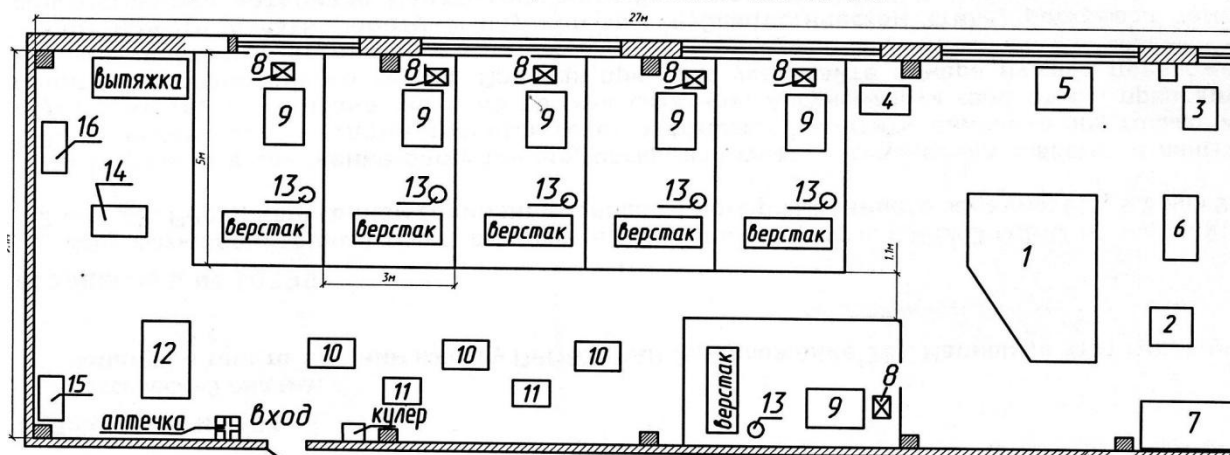 27м
вытяжка
8
8
8
8
8
5
3
16
9
9
9
9
9
4
5м
14
13
13
13
13
13
6
верстак
верстак
верстак
верстак
верстак
1
1.1м
3м
2
12
10
10
10
11
11
15
верстак
8
9
13
аптечка
вход
кулер
7